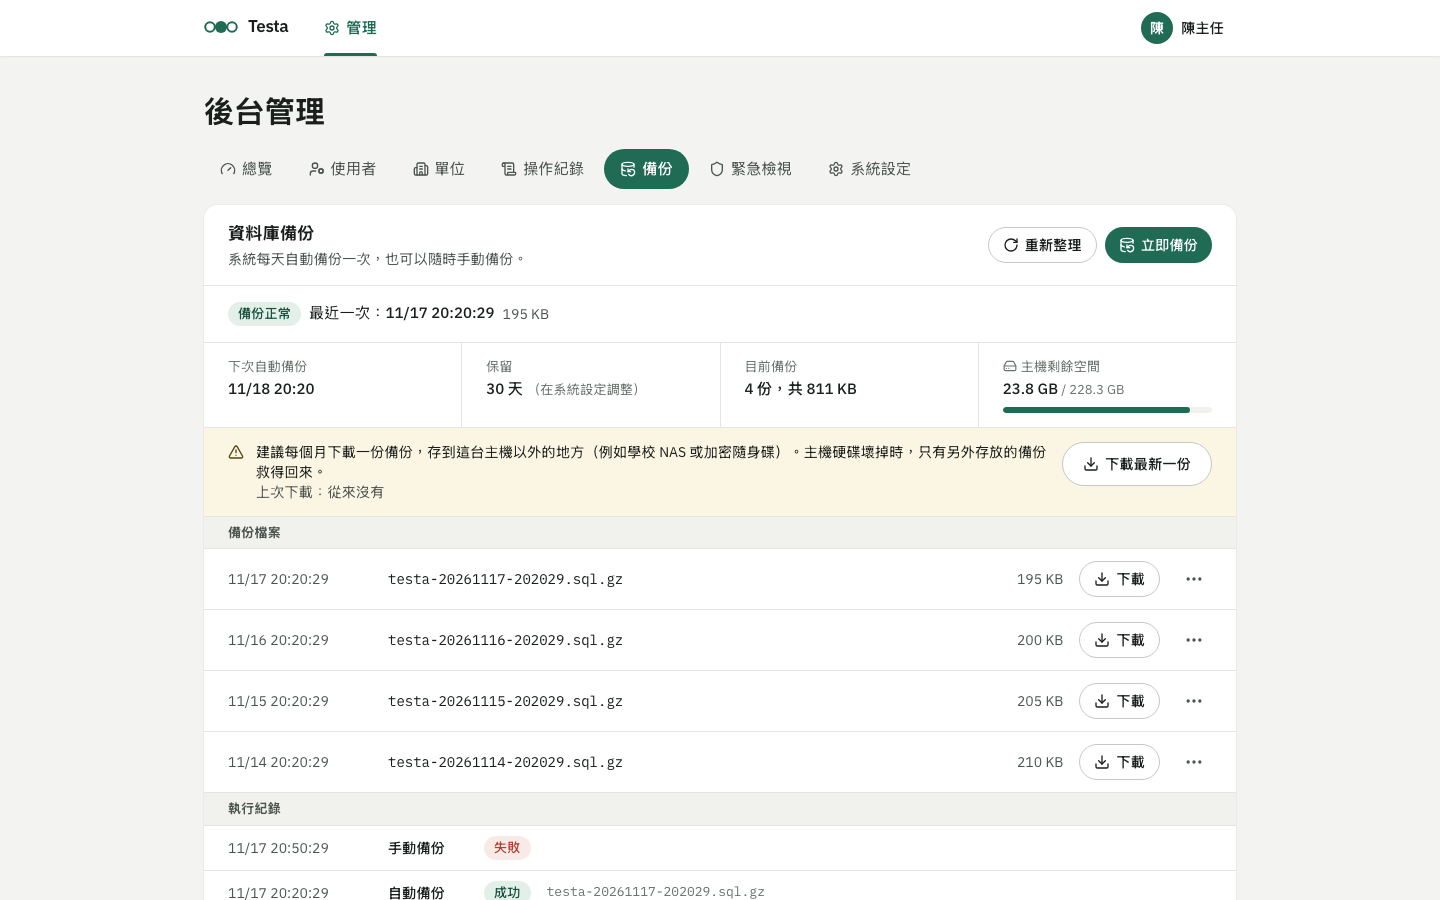 Testa
管理
陳
陳主任
後台管理
總覽
使用者
單位
操作紀錄
備份
緊急檢視
系統設定
資料庫備份
系統每天自動備份一次，也可以隨時手動備份。
重新整理
立即備份
備份正常 最近一次：11/17 20:20:29 195 KB
下次自動備份
11/18 20:20
保留
30 天 （在系統設定調整）
目前備份
4 份，共 811 KB
主機剩餘空間
23.8 GB / 228.3 GB
建議每個月下載一份備份，存到這台主機以外的地方（例如學校 NAS 或加密隨身碟）。主機硬碟壞掉時，只有另外存放的備份
救得回來。
上次下載：從來沒有
下載最新一份
備份檔案
11/17 20:20:29 testa-20261117-202029.sql.gz 195 KB 下載
11/16 20:20:29 testa-20261116-202029.sql.gz 200 KB 下載
11/15 20:20:29 testa-20261115-202029.sql.gz 205 KB 下載
11/14 20:20:29 testa-20261114-202029.sql.gz 210 KB 下載
執行紀錄
11/17 20:50:29 手動備份 失敗
11/17 20:20:29 自動備份 成功 testa-20261117-202029.sql.gz